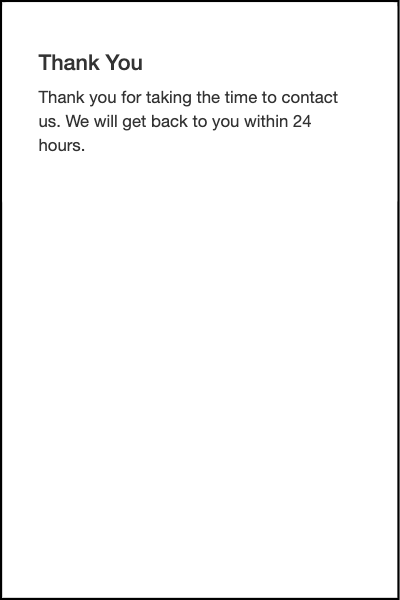 Thank You
Thank you for taking the time to contact
us. We will get back to you within 24
hours.